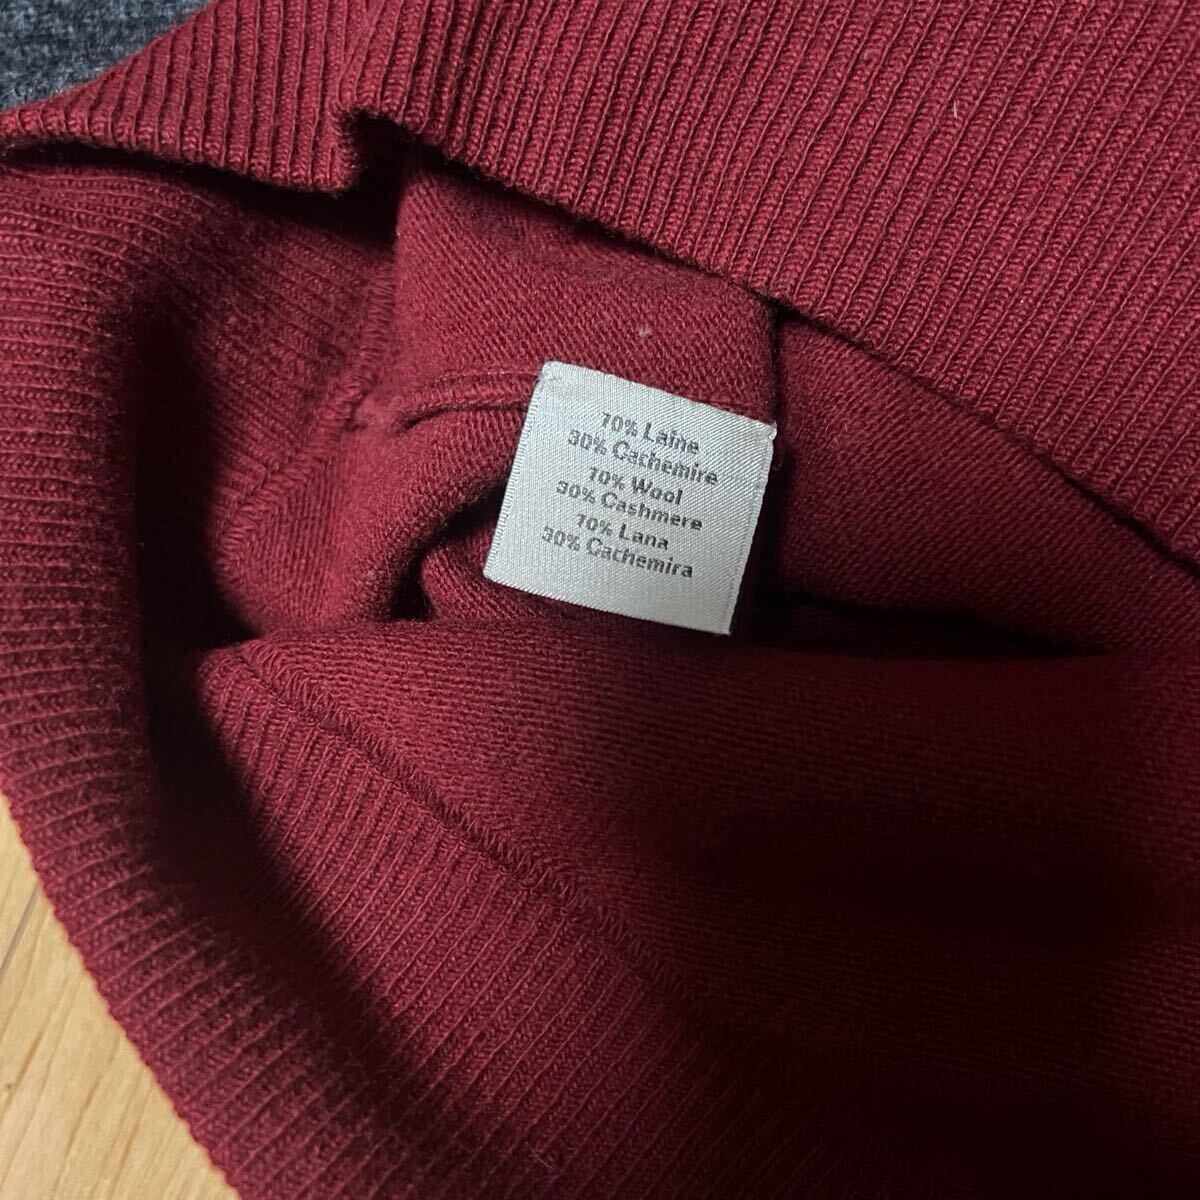 70% Laine
30% Cachemire
70% Wool
30% Cashmere
70% Lana
30% Cachemira